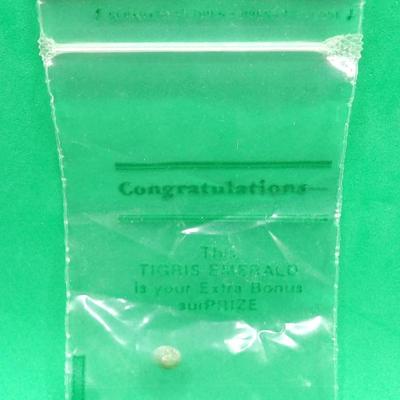 Congratulations—
This
TIGRIS EMERALD
is your Extra Bonus
surPRIZE